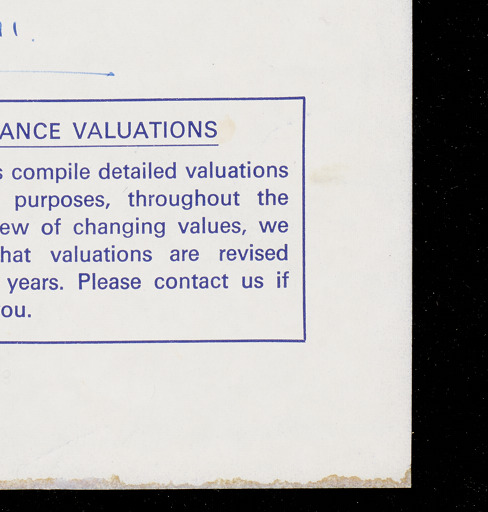 ANCE VALUATIONS
s compile detailed valuations
purposes, throughout the
ew of changing values, we
hat valuations are revised
years. Please contact us if
ou.